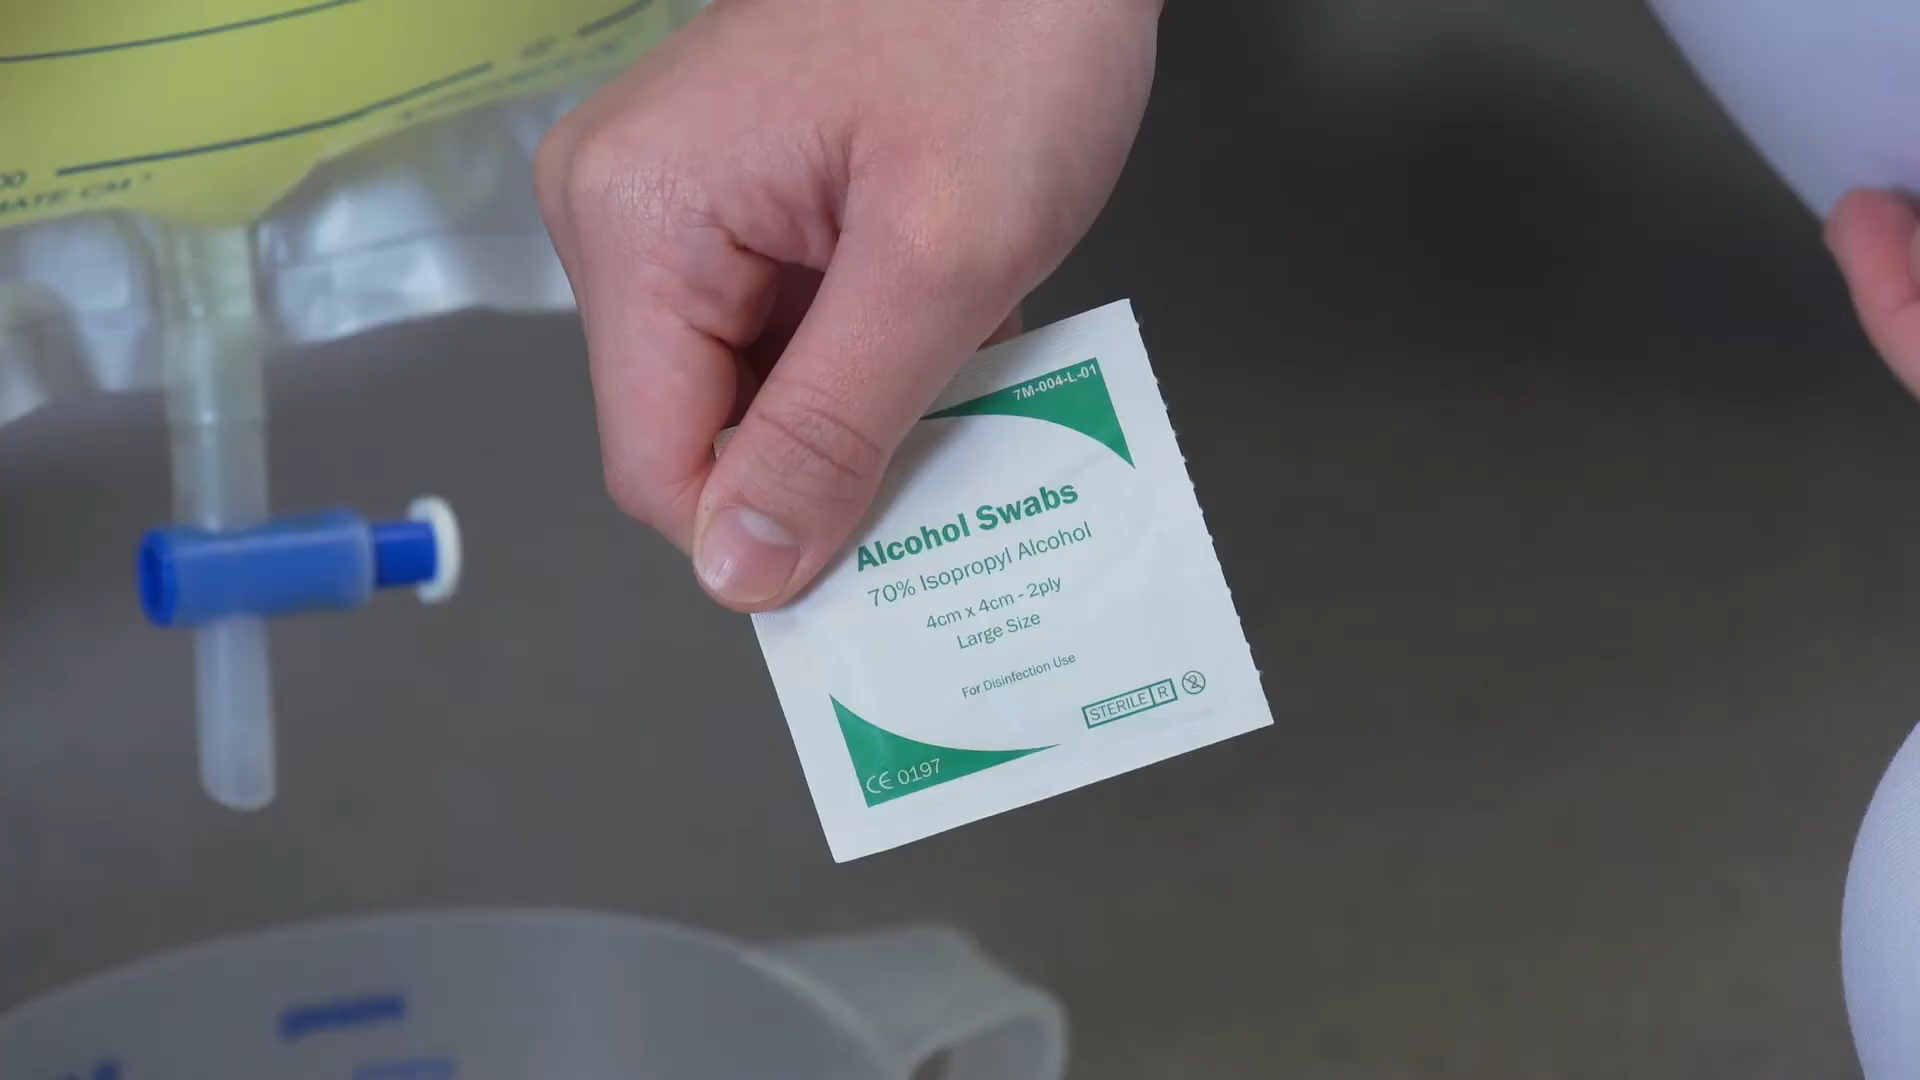 7M-004-L-01
Alcohol Swabs
70% Isopropyl Alcohol
4cm x 4cm - 2ply
Large Size
For Disinfection Use
STERILE R
2
CE 0197